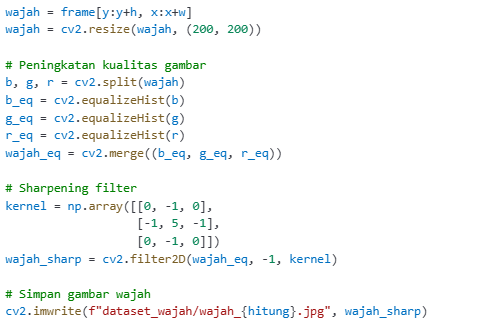 wajah = frame[y:y+h, x:x+w]
wajah = cv2.resize(wajah, (200, 200))

# Peningkatan kualitas gambar
b, g, r = cv2.split(wajah)
b_eq = cv2.equalizeHist(b)
g_eq = cv2.equalizeHist(g)
r_eq = cv2.equalizeHist(r)
wajah_eq = cv2.merge((b_eq, g_eq, r_eq))

# Sharpening filter
kernel = np.array([[0, -1, 0],
                   [-1, 5, -1],
                   [0, -1, 0]])
wajah_sharp = cv2.filter2D(wajah_eq, -1, kernel)

# Simpan gambar wajah
cv2.imwrite(f"dataset_wajah/wajah_{hitung}.jpg", wajah_sharp)